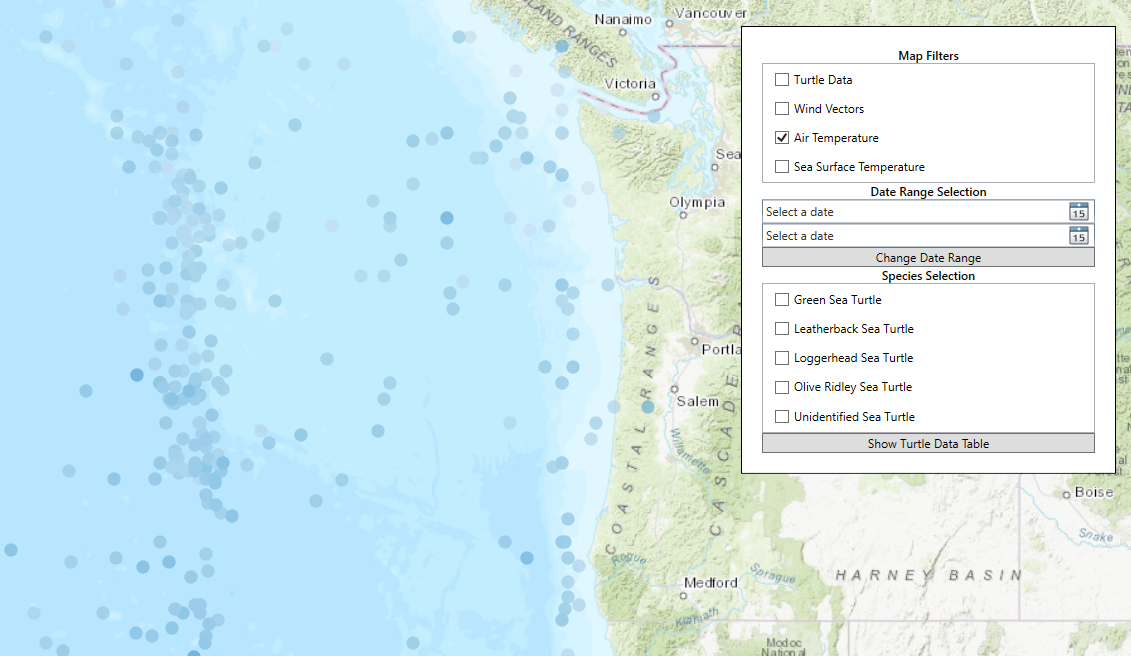 Vancouver
Nanaimo
LAND RANGES
Victoria
Sea
Olympia
COASTAL RANGES
Portla
Salem
Willamette
CASCADE R
Boise
Snake
Rogue
Medford
Sprague
HARNEY BASIN
Klamath
Modoc
National
Map Filters
Turtle Data
Wind Vectors
Air Temperature
Sea Surface Temperature
Date Range Selection
Select a date
15
Select a date
15
Change Date Range
Species Selection
Green Sea Turtle
Leatherback Sea Turtle
Loggerhead Sea Turtle
Olive Ridley Sea Turtle
Unidentified Sea Turtle
Show Turtle Data Table